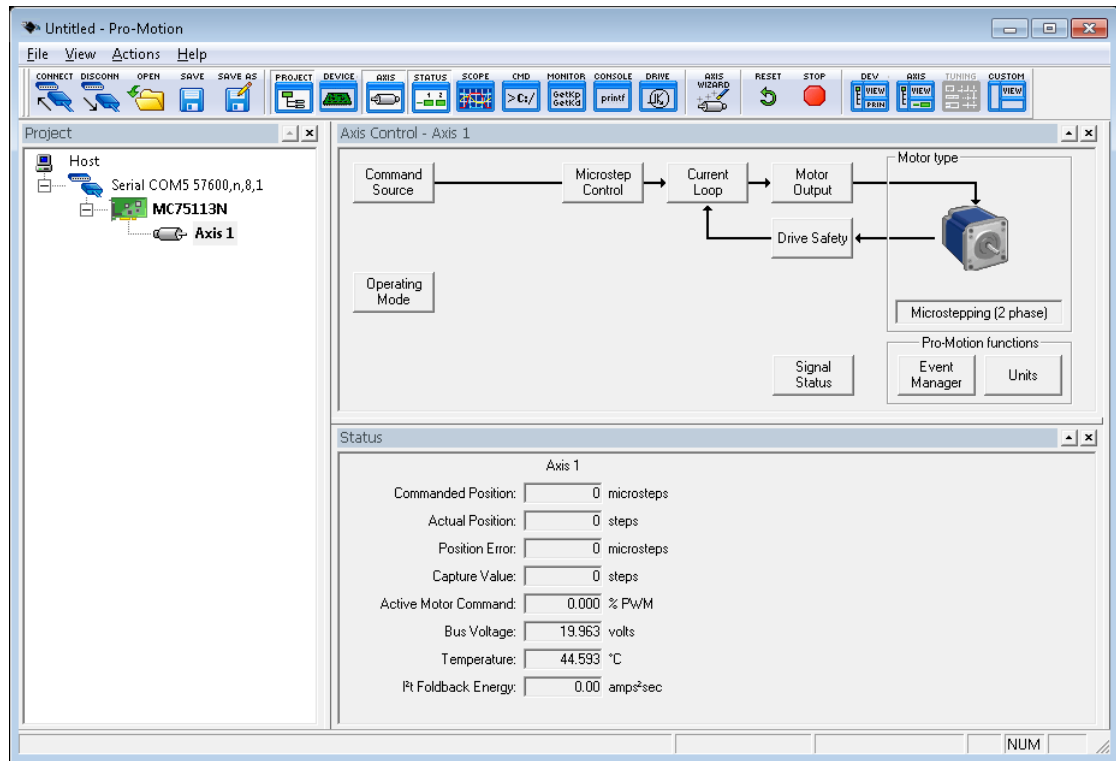 Untitled - Pro-Motion
File View Actions Help
CONNECT DISCONN OPEN SAVE SAVE AS PROJECT DEVICE AXIS STATUS SCOPE CMD MONITOR CONSOLE DRIVE AXIS WIZARD RESET STOP DEV AXIS TUNING CUSTOM
1 2 >C:/ GetKp GetKd printf VIEW PRIN VIEW VIEW
Project
Host
Serial COM5 57600,n,8,1
MC75113N
Axis 1
Axis Control - Axis 1
Command Source
Microstep Control
Current Loop
Motor Output
Motor type
Drive Safety
Operating Mode
Microstepping (2 phase)
Signal Status
Pro-Motion functions
Event Manager
Units
Status
Axis 1
Commanded Position: 0 microsteps
Actual Position: 0 steps
Position Error: 0 microsteps
Capture Value: 0 steps
Active Motor Command: 0.000 % PWM
Bus Voltage: 19.963 volts
Temperature: 44.593 °C
I²t Foldback Energy: 0.00 amps²sec
NUM